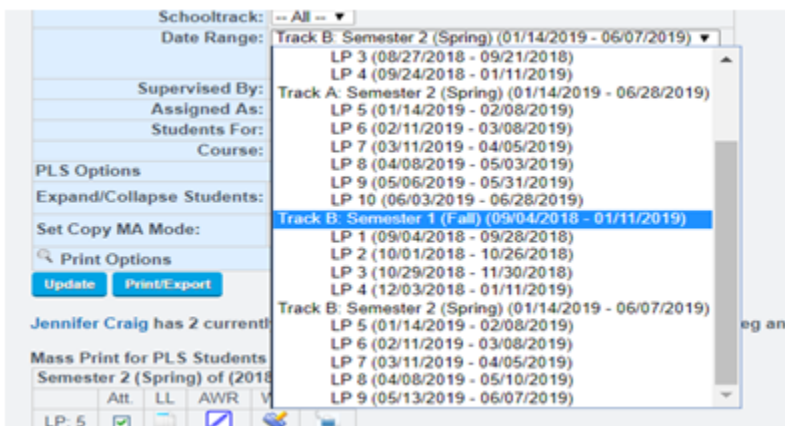 Schooltrack: -- All --
Date Range: Track B: Semester 2 (Spring) (01/14/2019 - 06/07/2019)
LP 3 (08/27/2018 - 09/21/2018)
LP 4 (09/24/2018 - 01/11/2019)
Supervised By:
Track A: Semester 2 (Spring) (01/14/2019 - 06/28/2019)
Assigned As:
LP 5 (01/14/2019 - 02/08/2019)
Students For:
LP 6 (02/11/2019 - 03/08/2019)
Course:
LP 7 (03/11/2019 - 04/05/2019)
PLS Options
LP 8 (04/08/2019 - 05/03/2019)
Expand/Collapse Students:
LP 9 (05/06/2019 - 05/31/2019)
LP 10 (06/03/2019 - 06/28/2019)
Track B: Semester 1 (Fall) (09/04/2018 - 01/11/2019)
Set Copy MA Mode:
LP 1 (09/04/2018 - 09/28/2018)
LP 2 (10/01/2018 - 10/26/2018)
Print Options
LP 3 (10/29/2018 - 11/30/2018)
Update Print/Export
LP 4 (12/03/2018 - 01/11/2019)
Track B: Semester 2 (Spring) (01/14/2019 - 06/07/2019)
Jennifer Craig has 2 current
LP 5 (01/14/2019 - 02/08/2019)
eg an
LP 6 (02/11/2019 - 03/08/2019)
Mass Print for PLS Students
LP 7 (03/11/2019 - 04/05/2019)
Semester 2 (Spring) of (2018
LP 8 (04/08/2019 - 05/10/2019)
Att. LL AWR
LP 9 (05/13/2019 - 06/07/2019)
LP: 5